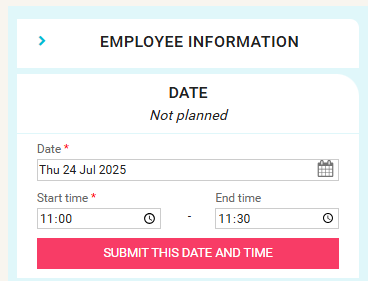 EMPLOYEE INFORMATION
DATE
Not planned
Date *
Thu 24 Jul 2025
Start time * End time
11:00 - 11:30
SUBMIT THIS DATE AND TIME